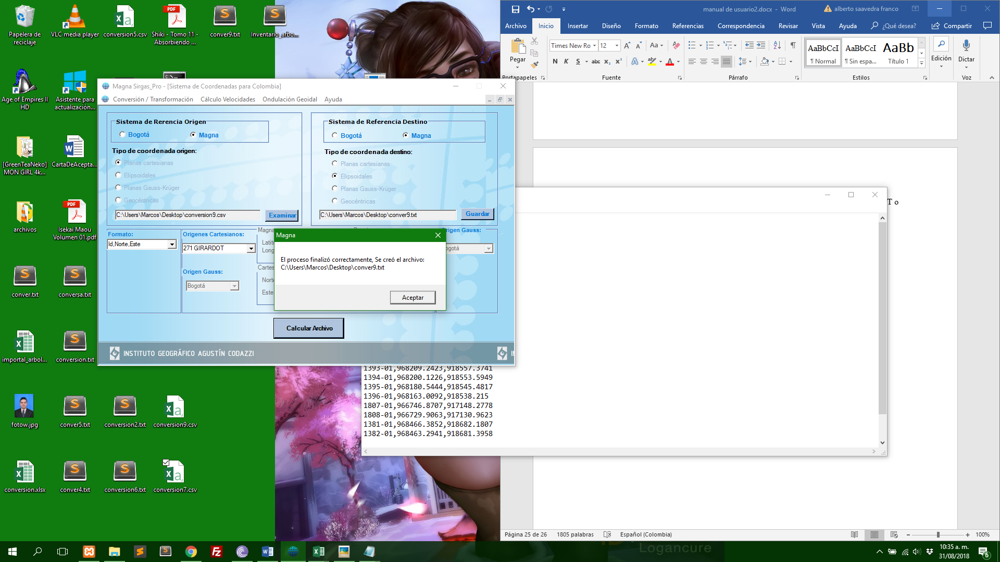 Papelera de reciclaje
VLC media player
conversion5.csv
Shiki - Tomo 11 - Absorbiendo ...
conver9.txt
Inventario_arbo...
Age of Empires II HD
Asistente para actualización...
[GreenTeaNeko] MON GIRL 4k...
CartaDeAcepta...
archivos
Isekai Maou Volumen 01.pdf
conver.txt
conversa.txt
importal_arbol...
conversion.txt
fotow.jpg
conver5.txt
conversion2.txt
conversion9.csv
conversion.xlsx
conver4.txt
conversion6.txt
conversion7.csv
Magna Sirgas_Pro - [Sistema de Coordenadas para Colombia]
Conversión / Transformación Cálculo Velocidades Ondulación Geoidal Ayuda
Sistema de Rerencia Origen
Bogotá Magna
Tipo de coordenada origen:
Planas cartesianas
Elipsoidales
Planas Gauss-Krüger
Geocéntricas
C:\Users\Marcos\Desktop\conversion9.csv Examinar
Sistema de Referencia Destino
Bogotá Magna
Tipo de coordenada destino:
Planas cartesianas
Elipsoidales
Planas Gauss-Krüger
Geocéntricas
C:\Users\Marcos\Desktop\conver9.txt Guardar
Formato:
Id,Norte,Este
Origenes Cartesianos:
271 GIRARDOT
Origen Gauss:
Bogotá
Magna
Latit
Long
Cartes
Norte
Este
rigen Gauss:
ogotá
Magna
El proceso finalizó correctamente, Se creó el archivo:
C:\Users\Marcos\Desktop\conver9.txt
Aceptar
Calcular Archivo
INSTITUTO GEOGRÁFICO AGUSTÍN CODAZZI
1393-01,968209.2423,918557.3741
1394-01,968200.1226,918553.5949
1395-01,968180.5444,918545.4817
1396-01,968163.0092,918538.215
1807-01,966746.8707,917148.2778
1808-01,966729.9063,917130.9623
1381-01,968466.3852,918682.1807
1382-01,968463.2941,918681.3958
manual de usuario2.docx - Word
alberto saavedra franco
Archivo Inicio Insertar Diseño Formato Referencias Correspondencia Revisar Vista Ayuda ¿Qué desea? Compartir
Pegar
Portapapeles
Times New Ro 12 Aa
N K S abc x₂ x² A ab A
Fuente
Párrafo
AaBbCcI AaBbCcI AaBb
¶ Normal ¶ Sin espa... Título 1
Estilos
Edición
Dictar
Voz
T o
Página 25 de 26 1805 palabras Español (Colombia) 100%
Logancure
10:35 a. m.
31/08/2018
6